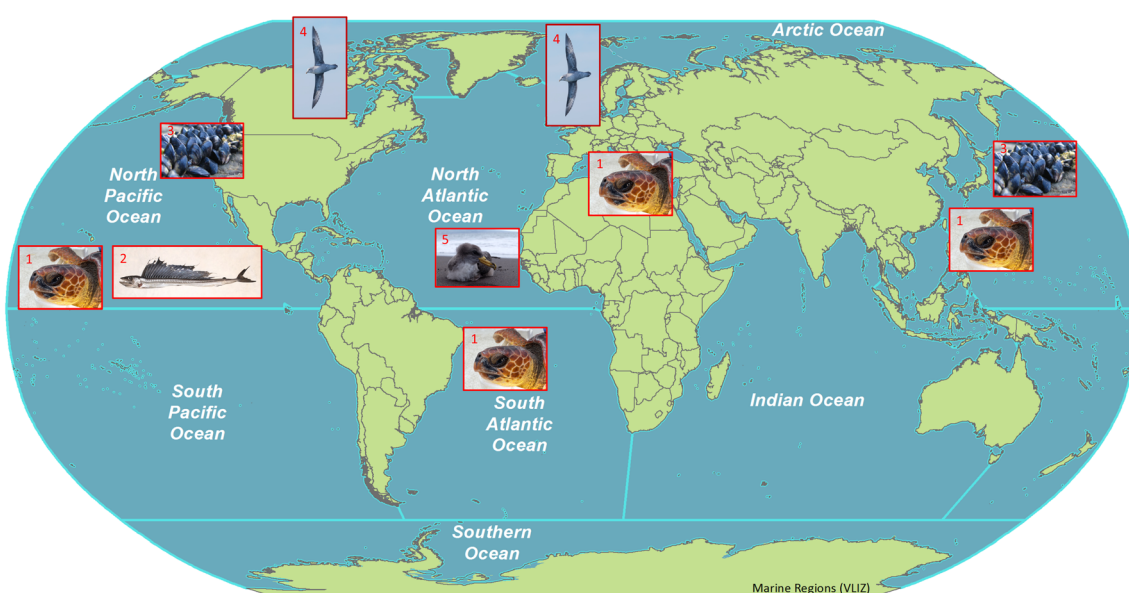 Arctic Ocean
4
4
3
3
North
Pacific
Ocean
North
Atlantic
Ocean
1
1
5
1
2
1
South
Pacific
Ocean
South
Atlantic
Ocean
Indian Ocean
Southern
Ocean
Marine Regions (VLIZ)